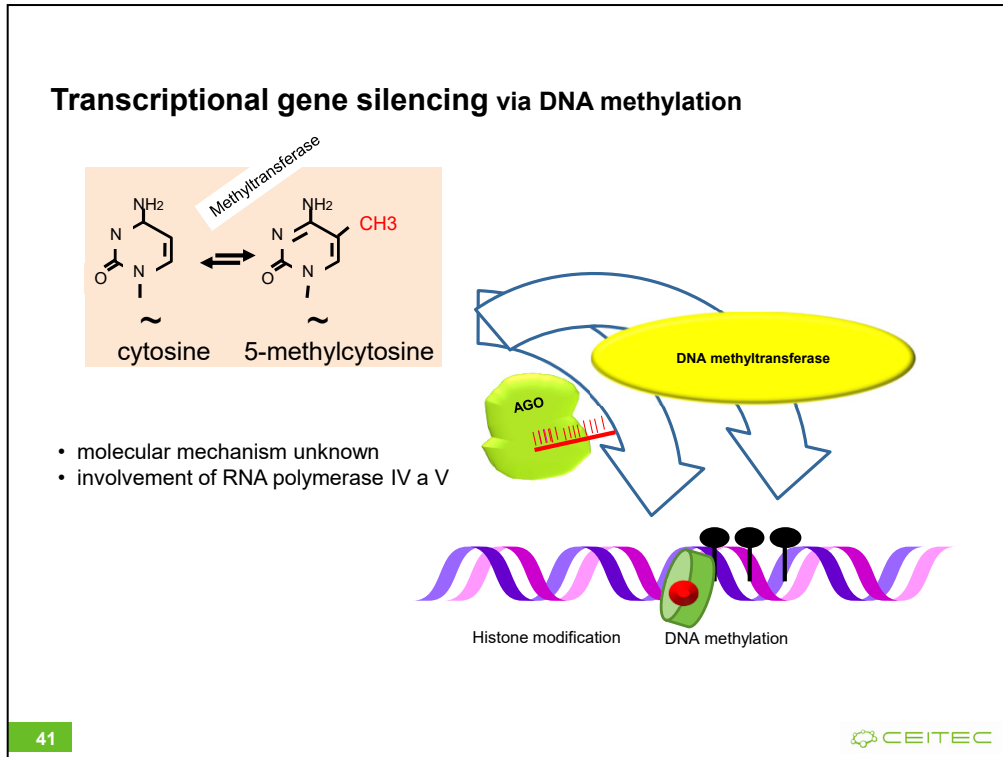 Transcriptional gene silencing via DNA methylation
Methyltransferase
NH2
N
N
O
NH2
CH3
N
N
O
~ ~
cytosine 5-methylcytosine
DNA methyltransferase
AGO
• molecular mechanism unknown
• involvement of RNA polymerase IV a V
Histone modification DNA methylation
41
CEITEC